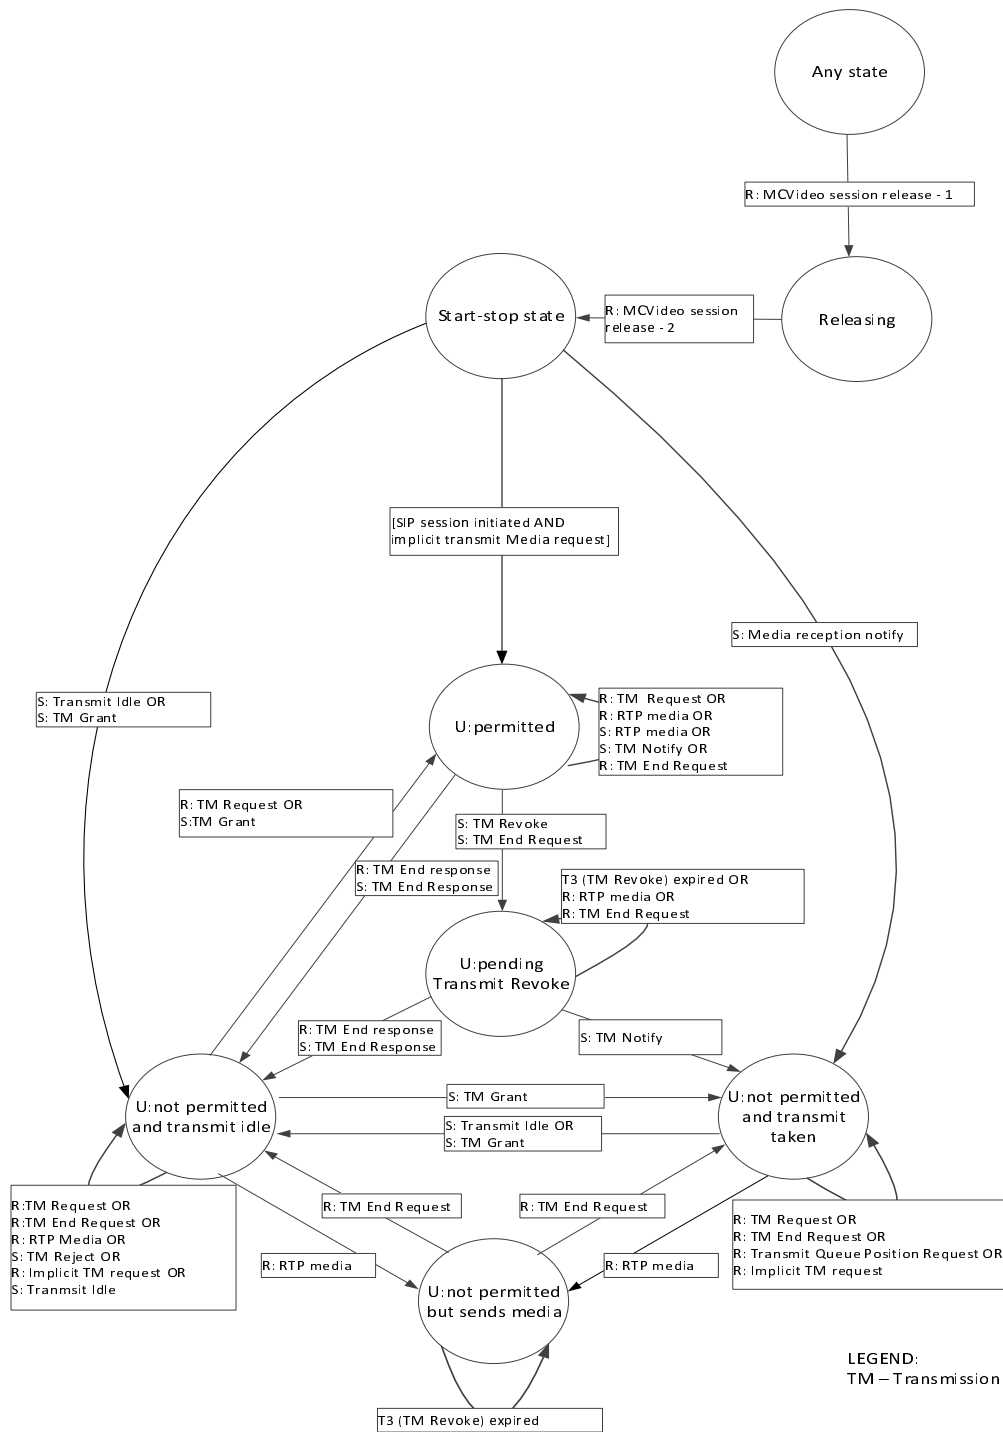 Any state
R: MCVideo session release - 1
Start-stop state
R: MCVideo session
release - 2
Releasing
[SIP session initiated AND
implicit transmit Media request]
S: Media reception notify
S: Transmit Idle OR
S: TM Grant
U:permitted
R: TM Request OR
R: RTP media OR
S: RTP media OR
S: TM Notify OR
R: TM End Request
R: TM Request OR
S:TM Grant
S: TM Revoke
S: TM End Request
R: TM End response
S: TM End Response
T3 (TM Revoke) expired OR
R: RTP media OR
R: TM End Request
U:pending
Transmit Revoke
R: TM End response
S: TM End Response
S: TM Notify
U:not permitted
and transmit idle
S: TM Grant
S: Transmit Idle OR
S: TM Grant
U:not permitted
and transmit
taken
R:TM Request OR
R:TM End Request OR
R: RTP Media OR
S: TM Reject OR
R: Implicit TM request OR
S: Tranmsit Idle
R: TM End Request
R: TM End Request
R: RTP media
R: RTP media
R: TM Request OR
R: TM End Request OR
R: Transmit Queue Position Request OR
R: Implicit TM request
U:not permitted
but sends media
T3 (TM Revoke) expired
LEGEND:
TM – Transmission